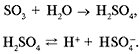 SO₃ + H₂O → H₂SO₄,
H₂SO₄ ⇌ H⁺ + HSO₄⁻.